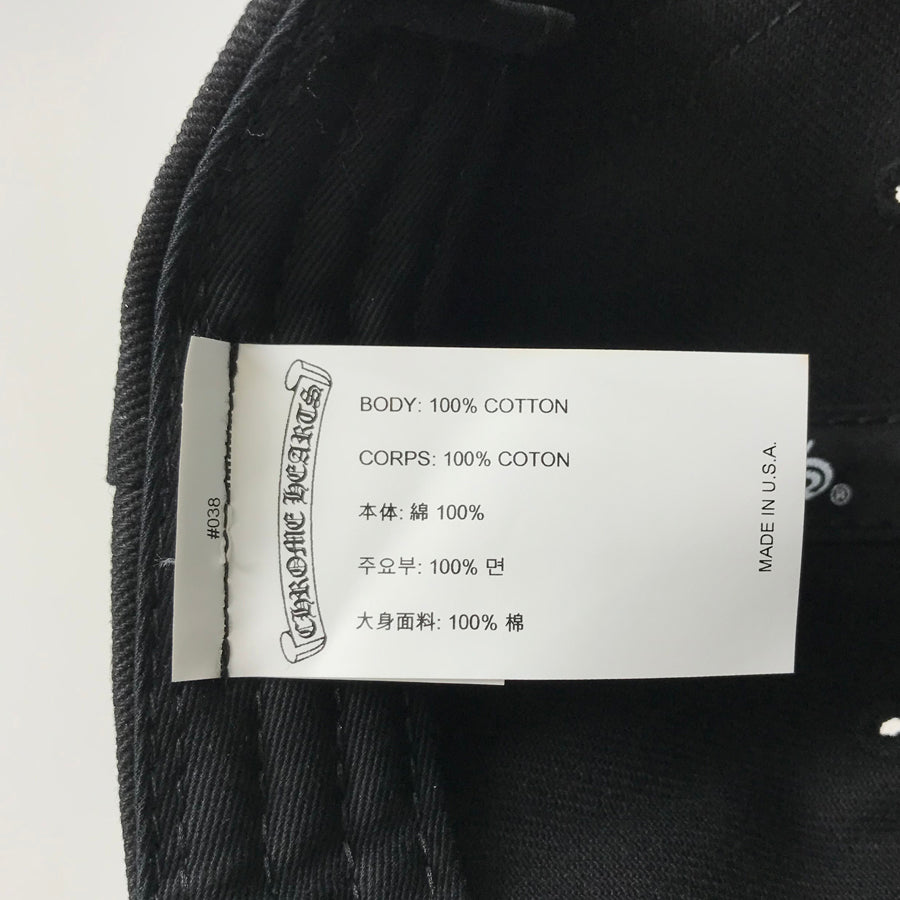 #038
CHROME HEARTS
BODY: 100% COTTON
CORPS: 100% COTON
本体: 綿 100%
주요부: 100% 면
大身面料: 100% 棉
MADE IN U.S.A.
®